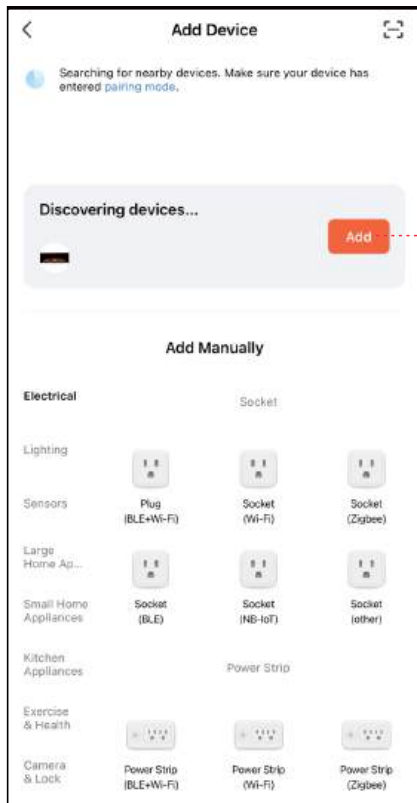 Add Device
Searching for nearby devices. Make sure your device has
entered pairing mode.
Discovering devices...
Add
Add Manually
Electrical
Socket
Lighting
Plug
(BLE+Wi-Fi)
Socket
(Wi-Fi)
Socket
(Zigbee)
Sensors
Large
Home Ap...
Socket
(BLE)
Socket
(NB-IoT)
Socket
(other)
Small Home
Appliances
Kitchen
Appliances
Power Strip
Exercise
& Health
Camera
& Lock
Power Strip
(BLE+Wi-Fi)
Power Strip
(Wi-Fi)
Power Strip
(Zigbee)